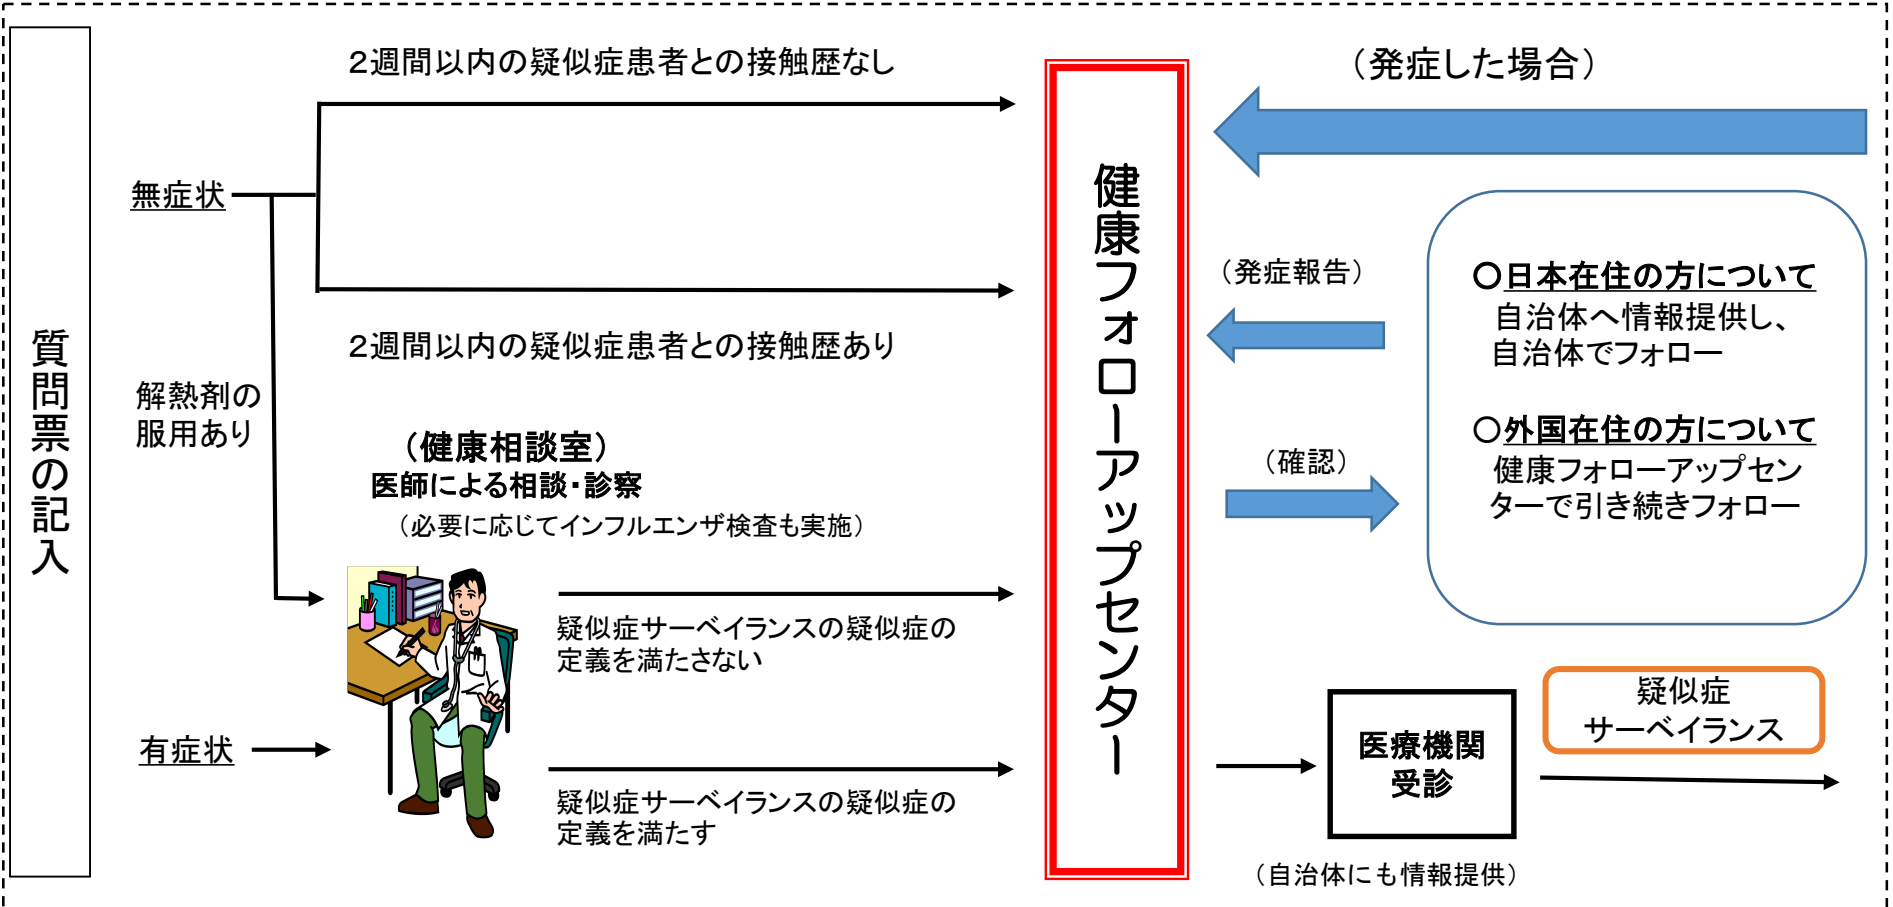 質問票の記入
２週間以内の疑似症患者との接触歴なし
無症状
２週間以内の疑似症患者との接触歴あり
解熱剤の
服用あり
（健康相談室）
医師による相談・診察
（必要に応じてインフルエンザ検査も実施）
疑似症サーベイランスの疑似症の
定義を満たさない
有症状
疑似症サーベイランスの疑似症の
定義を満たす
健康フォローアップセンター
（発症した場合）
（発症報告）
（確認）
〇日本在住の方について
自治体へ情報提供し、
自治体でフォロー
〇外国在住の方について
健康フォローアップセン
ターで引き続きフォロー
医療機関
受診
（自治体にも情報提供）
疑似症
サーベイランス